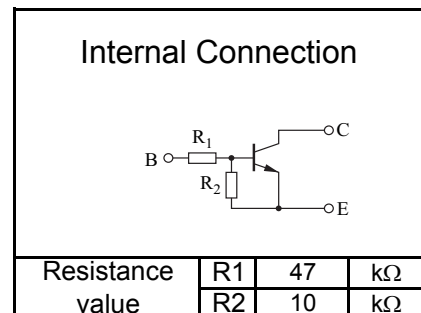 Internal Connection
C
R1
B
R2
E
Resistance value R1 47 kΩ
R2 10 kΩ